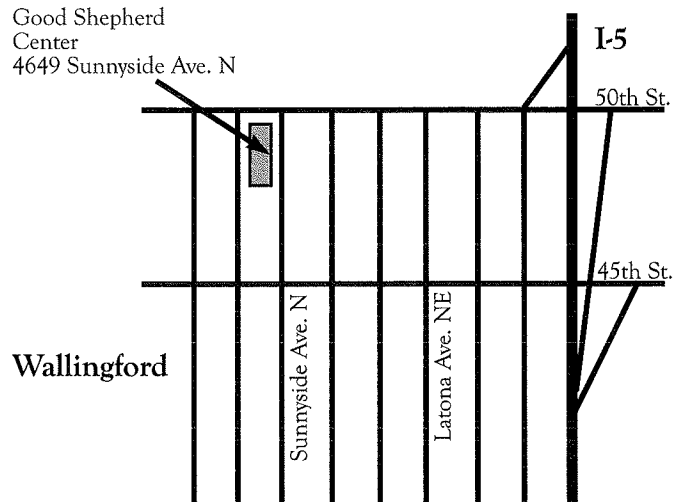 Good Shepherd
Center
4649 Sunnyside Ave. N
I-5
50th St.
45th St.
Sunnyside Ave. N
Latona Ave. NE
Wallingford